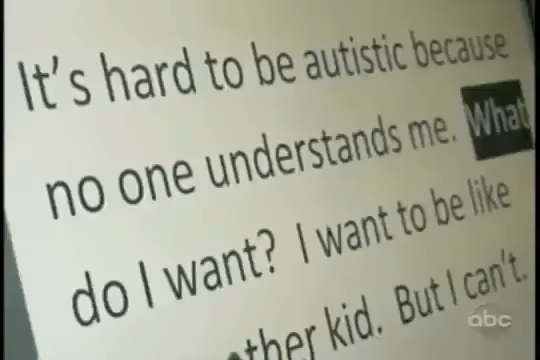 It's hard to be autistic because
no one understands me. What
do I want? I want to be like
other kid. But I can't.
abc